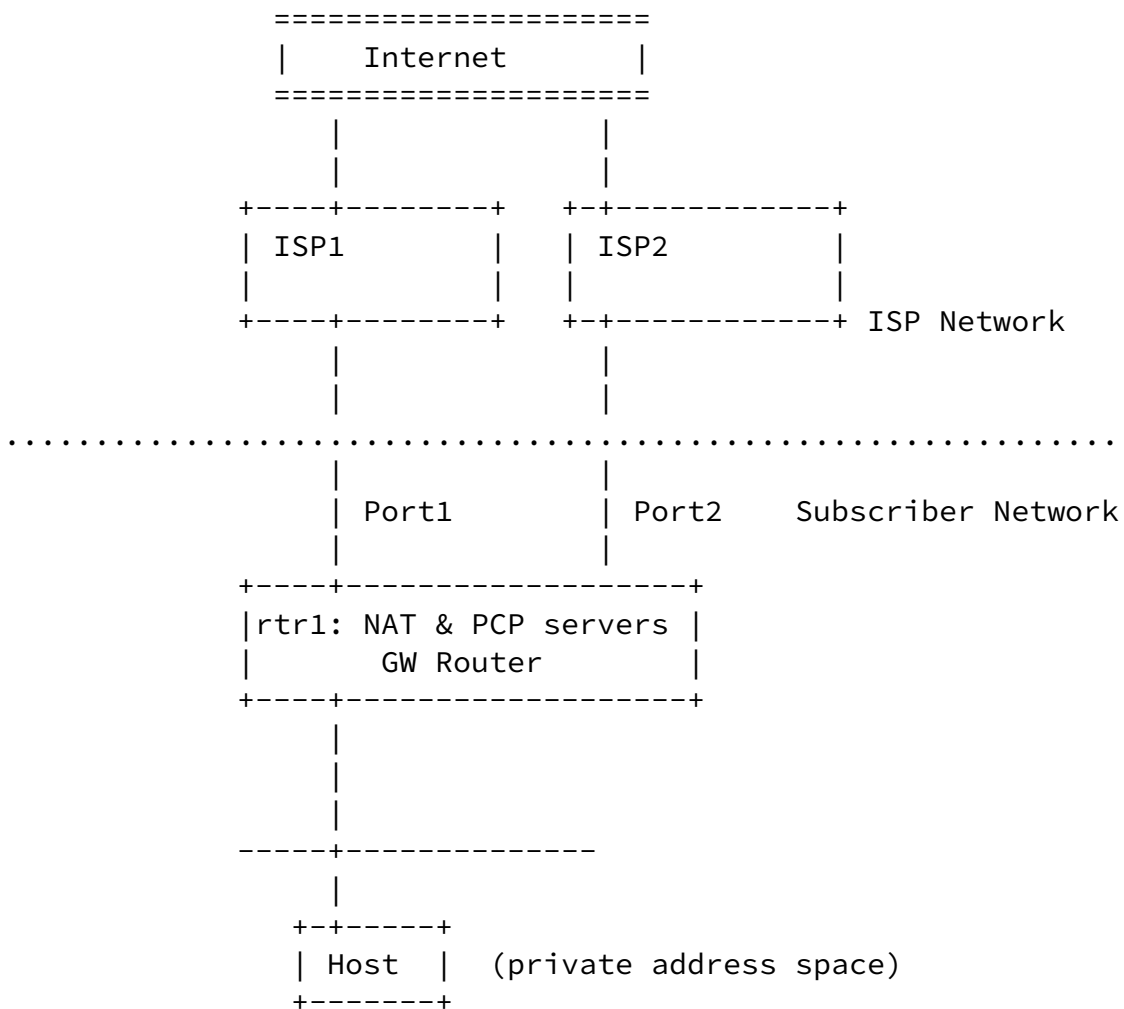 Internet
ISP1 ISP2
ISP Network
Port1 Port2 Subscriber Network
rtr1: NAT & PCP servers
GW Router
Host (private address space)